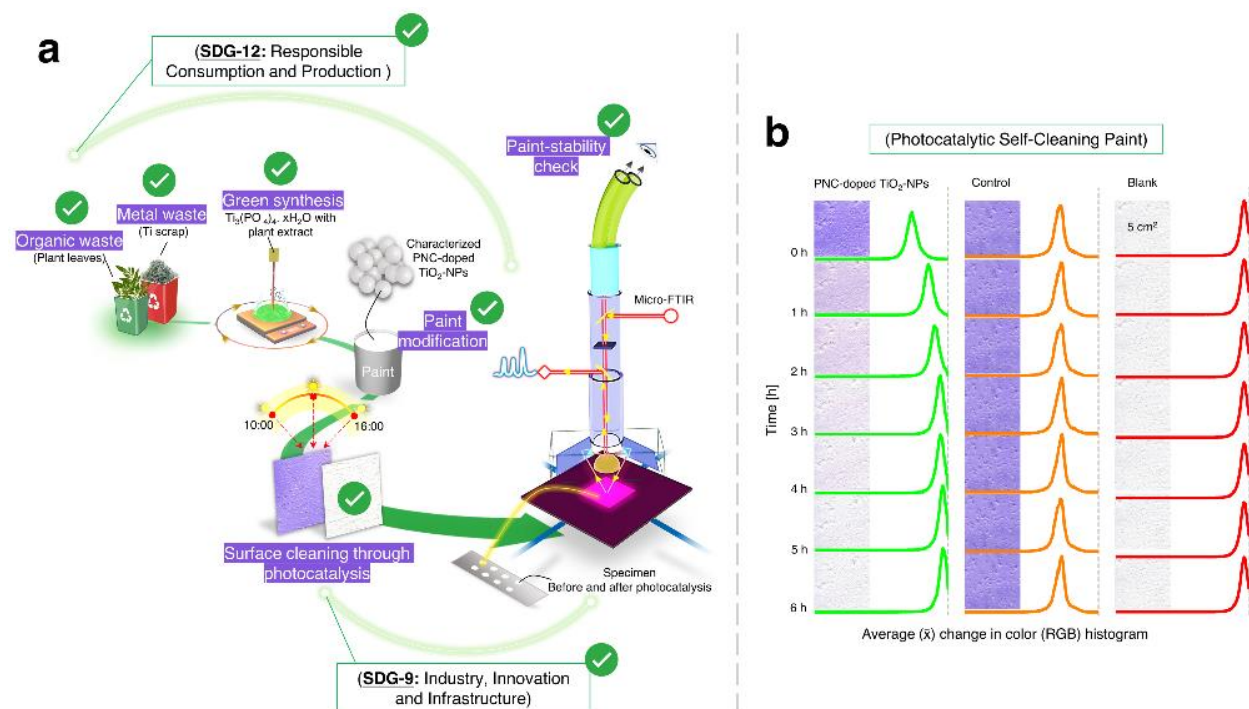 a
(SDG-12: Responsible
Consumption and Production )
Organic waste
(Plant leaves)
Metal waste
(Ti scrap)
Green synthesis
Ti₃(PO₄)₄. xH₂O with
plant extract
Characterized
PNC-doped
TiO₂-NPs
Paint
modification
Paint
Paint-stability
check
Micro-FTIR
10:00
16:00
Surface cleaning through
photocatalysis
Specimen
Before and after photocatalysis
(SDG-9: Industry, Innovation
and Infrastructure)
b
(Photocatalytic Self-Cleaning Paint)
PNC-doped TiO₂-NPs
Control
Blank
5 cm²
Time [h]
0 h
1 h
2 h
3 h
4 h
5 h
6 h
Average (x̄) change in color (RGB) histogram